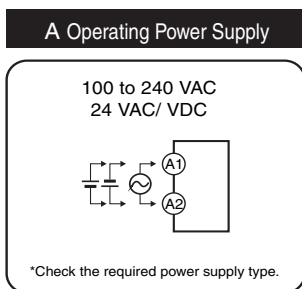 A Operating Power Supply
100 to 240 VAC
24 VAC/ VDC
A1
A2
*Check the required power supply type.